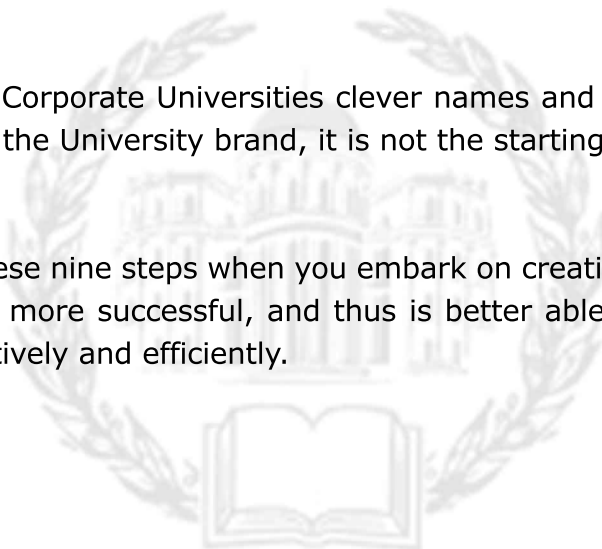 Corporate Universities clever names and
the University brand, it is not the starting
ese nine steps when you embark on creati
more successful, and thus is better able
tively and efficiently.